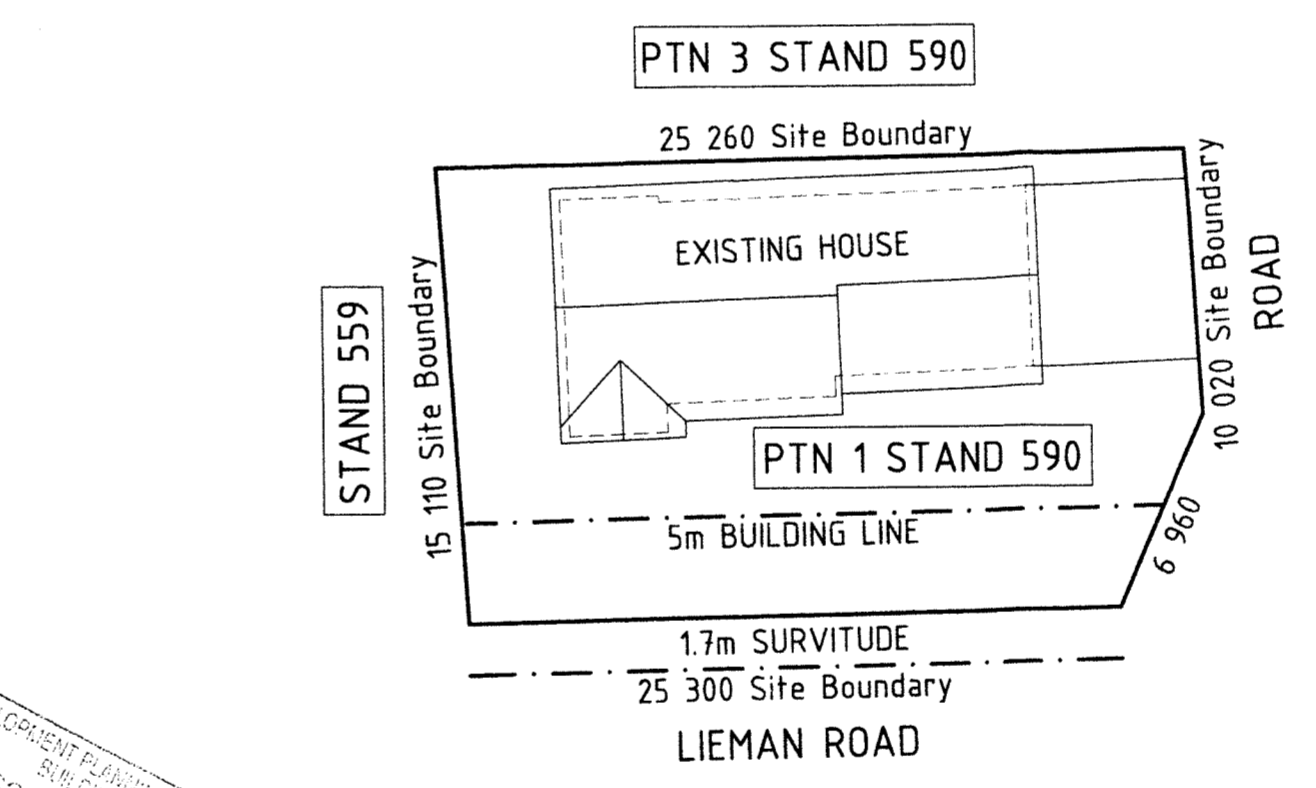 PTN 3 STAND 590
25 260 Site Boundary
EXISTING HOUSE
STAND 559
15 110 Site Boundary
10 020 Site Boundary
ROAD
PTN 1 STAND 590
5m BUILDING LINE
6 960
1.7m SURVITUDE
25 300 Site Boundary
LIEMAN ROAD